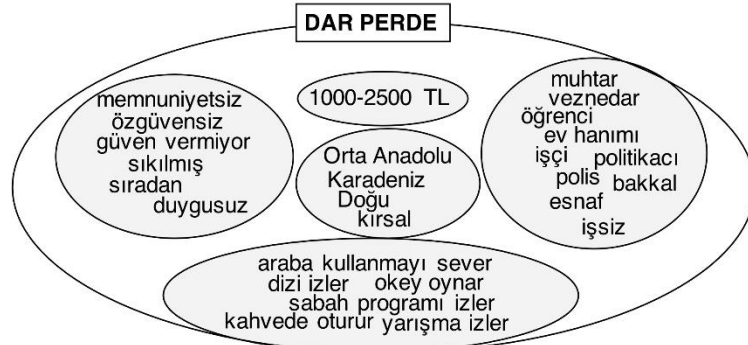 DAR PERDE
memnuniyetsiz
özgüvensiz
güven vermiyor
sıkılmış
sıradan
duygusuz
1000-2500 TL
Orta Anadolu
Karadeniz
Doğu
kırsal
muhtar
veznedar
öğrenci
ev hanımı
işçi politikacı
polis bakkal
esnaf
işsiz
araba kullanmayı sever
dizi izler okey oynar
sabah programı izler
kahvede oturur yarışma izler